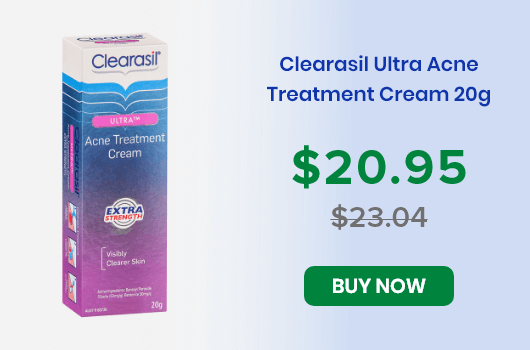 Clearasil
Clearasil®
ULTRA™
Acne Treatment
Cream
EXTRA
STRENGTH
Visibly
Clearer Skin
20g
Clearasil Ultra Acne
Treatment Cream 20g
$20.95
$23.04
BUY NOW